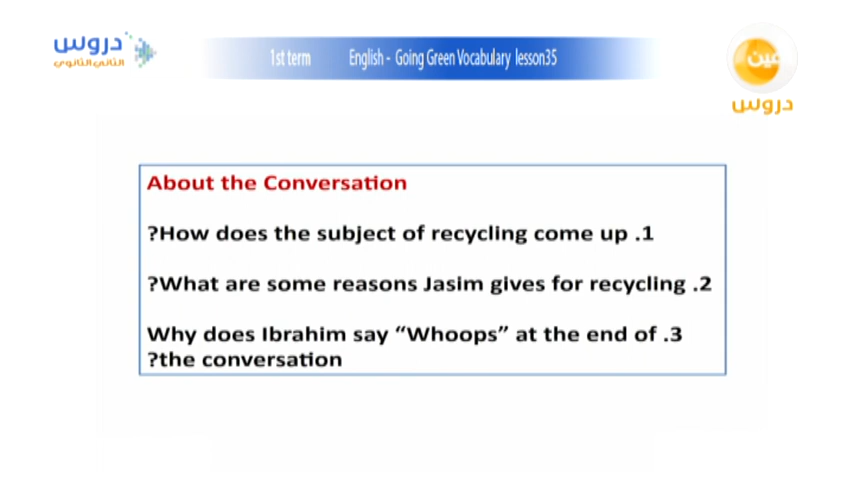 دروس
الثاني الثانوي
1st term English - Going Green Vocabulary lesson35
عين
دروس
About the Conversation
?How does the subject of recycling come up .1
?What are some reasons Jasim gives for recycling .2
Why does Ibrahim say “Whoops” at the end of .3
?the conversation